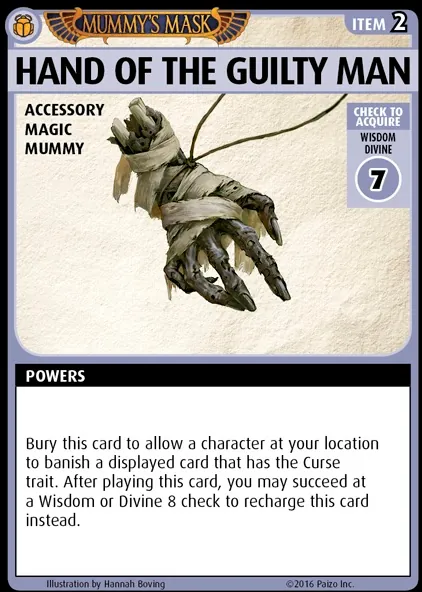 MUMMY'S MASK
ITEM 2
HAND OF THE GUILTY MAN
ACCESSORY
MAGIC
MUMMY
CHECK TO
ACQUIRE
WISDOM
DIVINE
7
POWERS
Bury this card to allow a character at your location
to banish a displayed card that has the Curse
trait. After playing this card, you may succeed at
a Wisdom or Divine 8 check to recharge this card
instead.
Illustration by Hannah Boving
©2016 Paizo Inc.